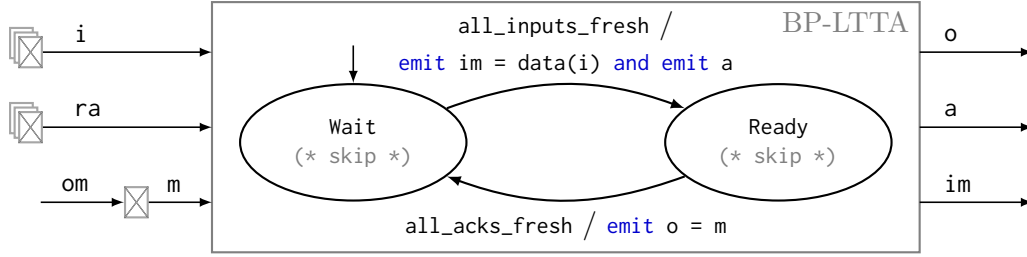 BP-LTTA
i
ra
om
m
all_inputs_fresh /
emit im = data(i) and emit a
Wait
(* skip *)
Ready
(* skip *)
all_acks_fresh / emit o = m
o
a
im